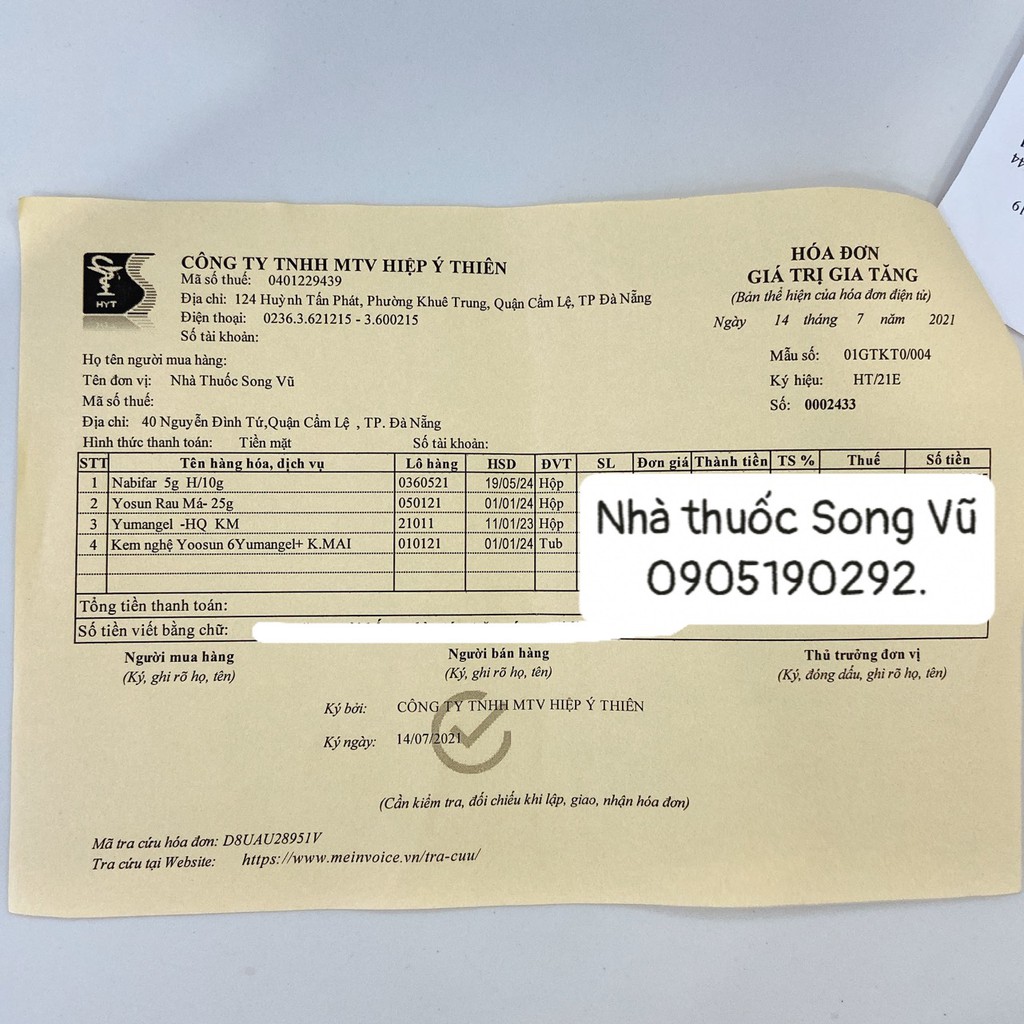 HYT
CÔNG TY TNHH MTV HIỆP Ý THIÊN
Mã số thuế: 0401229439
Địa chỉ: 124 Huỳnh Tấn Phát, Phường Khuê Trung, Quận Cẩm Lệ, TP Đà Nẵng
Điện thoại: 0236.3.621215 - 3.600215
Số tài khoản:
HÓA ĐƠN
GIÁ TRỊ GIA TĂNG
(Bản thể hiện của hóa đơn điện tử)
Ngày 14 tháng 7 năm 2021
Mẫu số: 01GTKT0/004
Ký hiệu: HT/21E
Số: 0002433
Họ tên người mua hàng:
Tên đơn vị: Nhà Thuốc Song Vũ
Mã số thuế:
Địa chỉ: 40 Nguyễn Đình Tứ,Quận Cẩm Lệ , TP. Đà Nẵng
Hình thức thanh toán: Tiền mặt Số tài khoản:
STT Tên hàng hóa, dịch vụ Lô hàng HSD ĐVT SL Đơn giá Thành tiền TS % Thuế Số tiền
1 Nabifar 5g H/10g 0360521 19/05/24 Hộp
2 Yosun Rau Má- 25g 050121 01/01/24 Hộp
3 Yumangel -HQ KM 21011 11/01/23 Hộp
4 Kem nghệ Yoosun 6Yumangel+ K.MAI 010121 01/01/24 Tub
Nhà thuốc Song Vũ
0905190292.
Tổng tiền thanh toán:
Số tiền viết bằng chữ:
Người mua hàng Người bán hàng Thủ trưởng đơn vị
(Ký, ghi rõ họ, tên) (Ký, ghi rõ họ, tên) (Ký, đóng dấu, ghi rõ họ, tên)
Ký bởi: CÔNG TY TNHH MTV HIỆP Ý THIÊN
Ký ngày: 14/07/2021
(Cần kiểm tra, đối chiếu khi lập, giao, nhận hóa đơn)
Mã tra cứu hóa đơn: D8UAU28951V
Tra cứu tại Website: https://www.meinvoice.vn/tra-cuu/